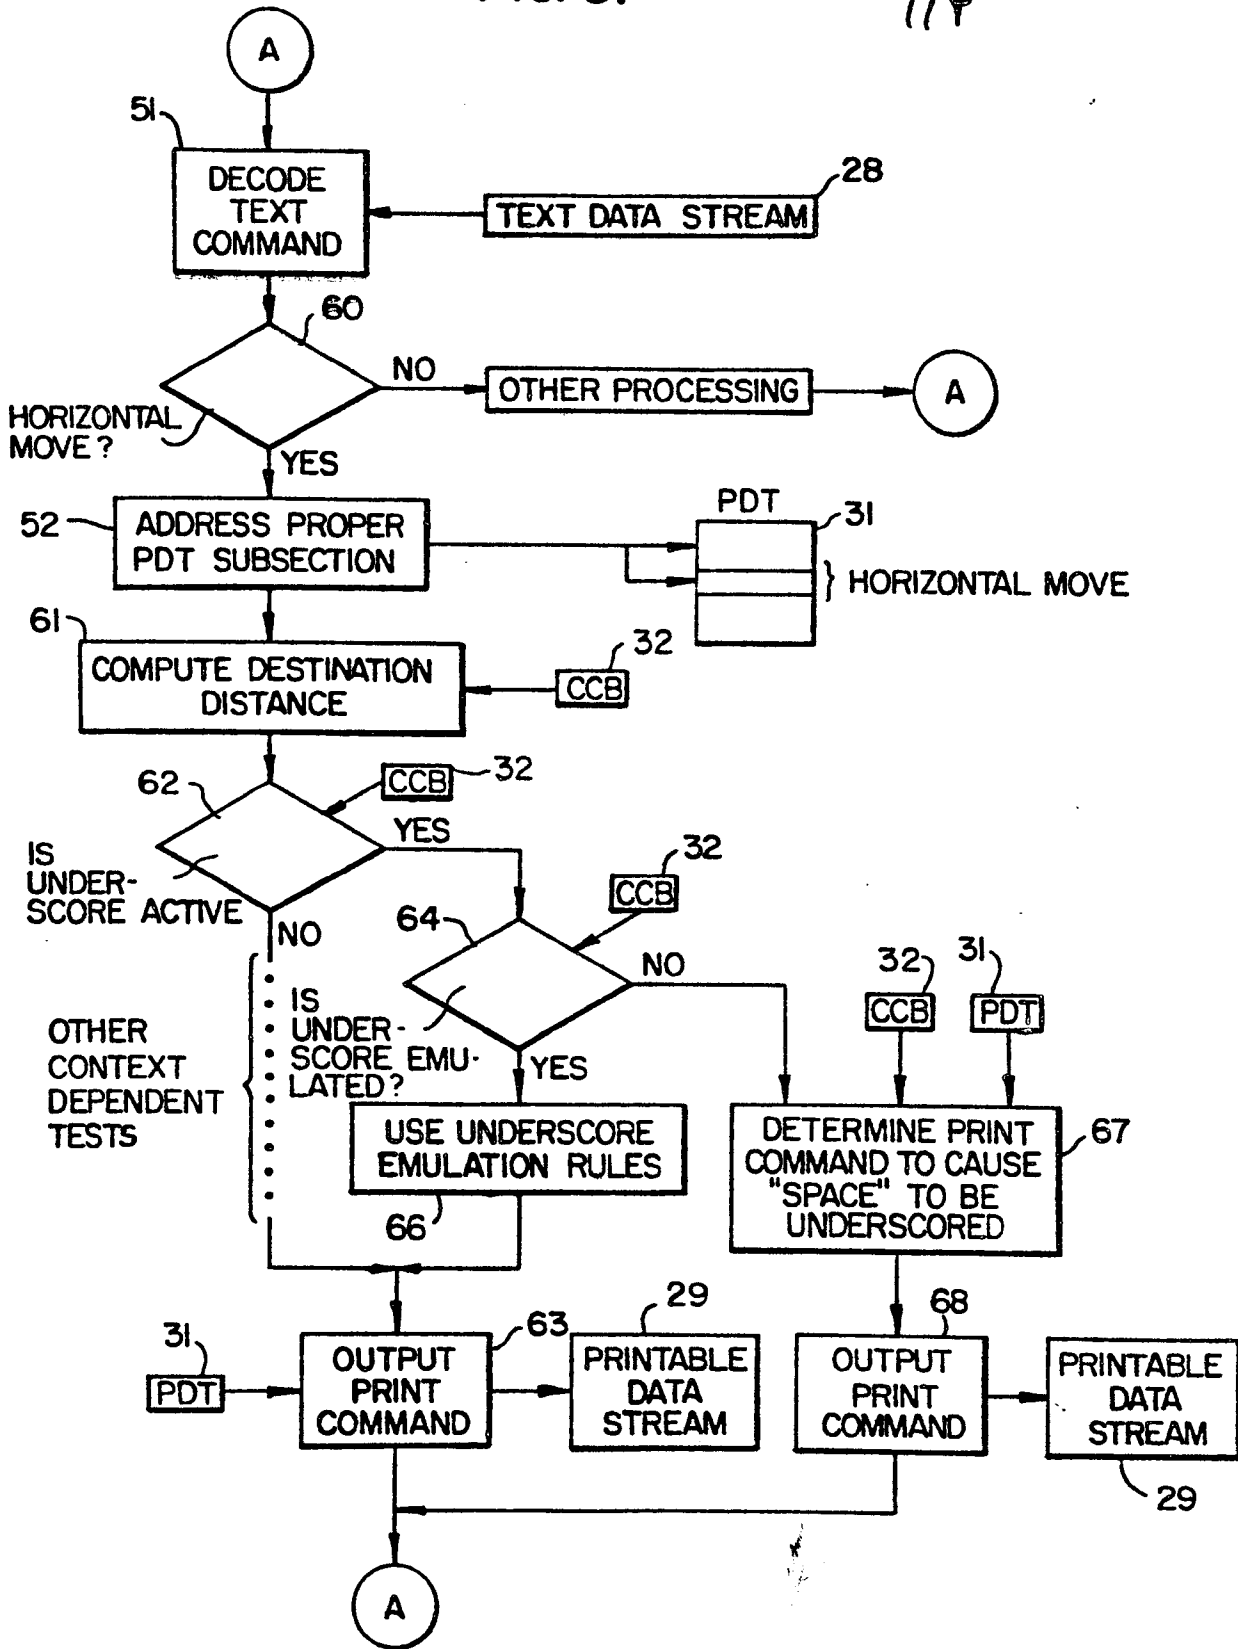 A
51
DECODE
TEXT
COMMAND
28
TEXT DATA STREAM
60
NO
OTHER PROCESSING
A
HORIZONTAL
MOVE?
YES
52
ADDRESS PROPER
PDT SUBSECTION
PDT
31
HORIZONTAL MOVE
61
COMPUTE DESTINATION
DISTANCE
32
CCB
62
CCB
32
YES
IS
UNDER-
SCORE ACTIVE
NO
32
CCB
64
NO
IS
UNDER-
SCORE EMU-
LATED?
YES
OTHER
CONTEXT
DEPENDENT
TESTS
32
CCB
31
PDT
USE UNDERSCORE
EMULATION RULES
66
DETERMINE PRINT
COMMAND TO CAUSE
"SPACE" TO BE
UNDERSCORED
67
31
PDT
63
OUTPUT
PRINT
COMMAND
29
PRINTABLE
DATA
STREAM
68
OUTPUT
PRINT
COMMAND
PRINTABLE
DATA
STREAM
29
A